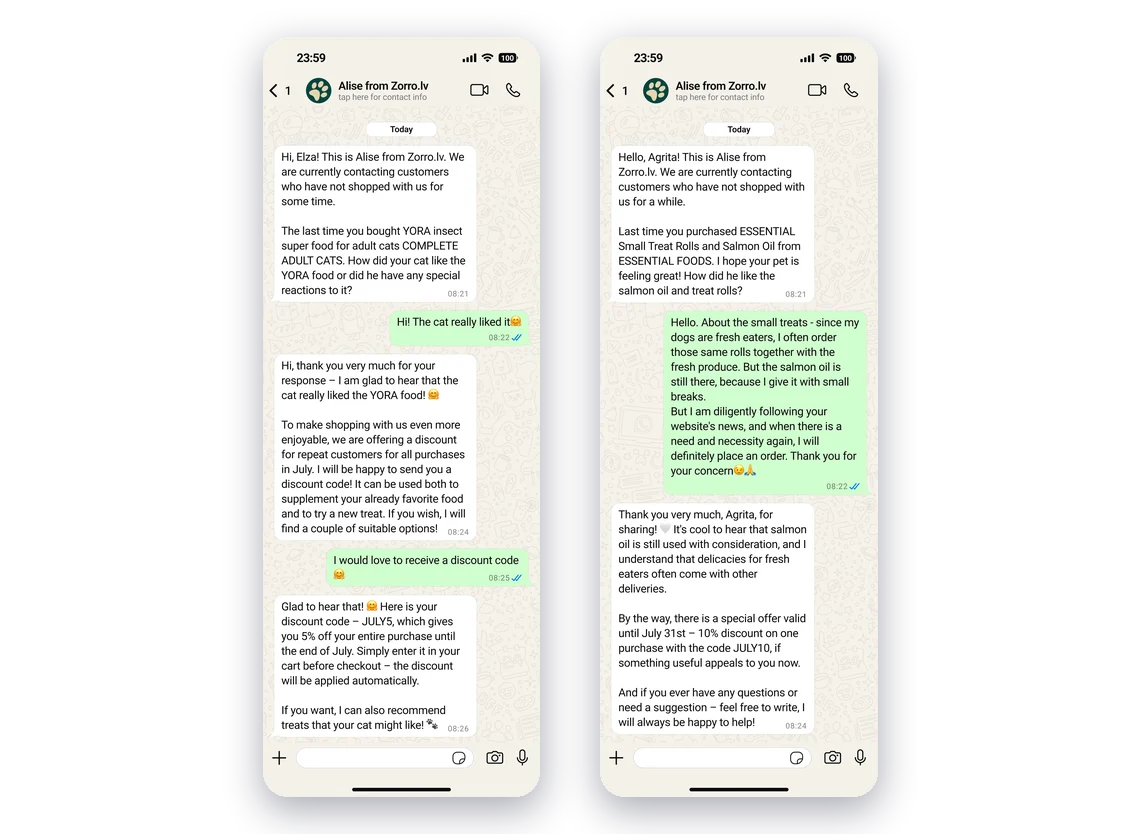 23:59
100
1
Alise from Zorro.lv
tap here for contact info
Today
Hi, Elza! This is Alise from Zorro.lv. We
are currently contacting customers
who have not shopped with us for
some time.
The last time you bought YORA insect
super food for adult cats COMPLETE
ADULT CATS. How did your cat like the
YORA food or did he have any special
reactions to it?
08:21
Hi! The cat really liked it🤗
08:22
Hi, thank you very much for your
response – I am glad to hear that the
cat really liked the YORA food! 🤗
To make shopping with us even more
enjoyable, we are offering a discount
for repeat customers for all purchases
in July. I will be happy to send you a
discount code! It can be used both to
supplement your already favorite food
and to try a new treat. If you wish, I will
find a couple of suitable options!
08:24
I would love to receive a discount code
🤗
08:25
Glad to hear that! 🤗 Here is your
discount code – JULY5, which gives
you 5% off your entire purchase until
the end of July. Simply enter it in your
cart before checkout – the discount
will be applied automatically.
If you want, I can also recommend
treats that your cat might like! 🐾
08:26
23:59
100
1
Alise from Zorro.lv
tap here for contact info
Today
Hello, Agrita! This is Alise from
Zorro.lv. We are currently contacting
customers who have not shopped with
us for a while.
Last time you purchased ESSENTIAL
Small Treat Rolls and Salmon Oil from
ESSENTIAL FOODS. I hope your pet is
feeling great! How did he like the
salmon oil and treat rolls?
08:21
Hello. About the small treats - since my
dogs are fresh eaters, I often order
those same rolls together with the
fresh produce. But the salmon oil is
still there, because I give it with small
breaks.
But I am diligently following your
website's news, and when there is a
need and necessity again, I will
definitely place an order. Thank you for
your concern😉🙏
08:22
Thank you very much, Agrita, for
sharing! 🤍 It's cool to hear that salmon
oil is still used with consideration, and I
understand that delicacies for fresh
eaters often come with other
deliveries.
By the way, there is a special offer valid
until July 31st – 10% discount on one
purchase with the code JULY10, if
something useful appeals to you now.
And if you ever have any questions or
need a suggestion – feel free to write, I
will always be happy to help!
08:24